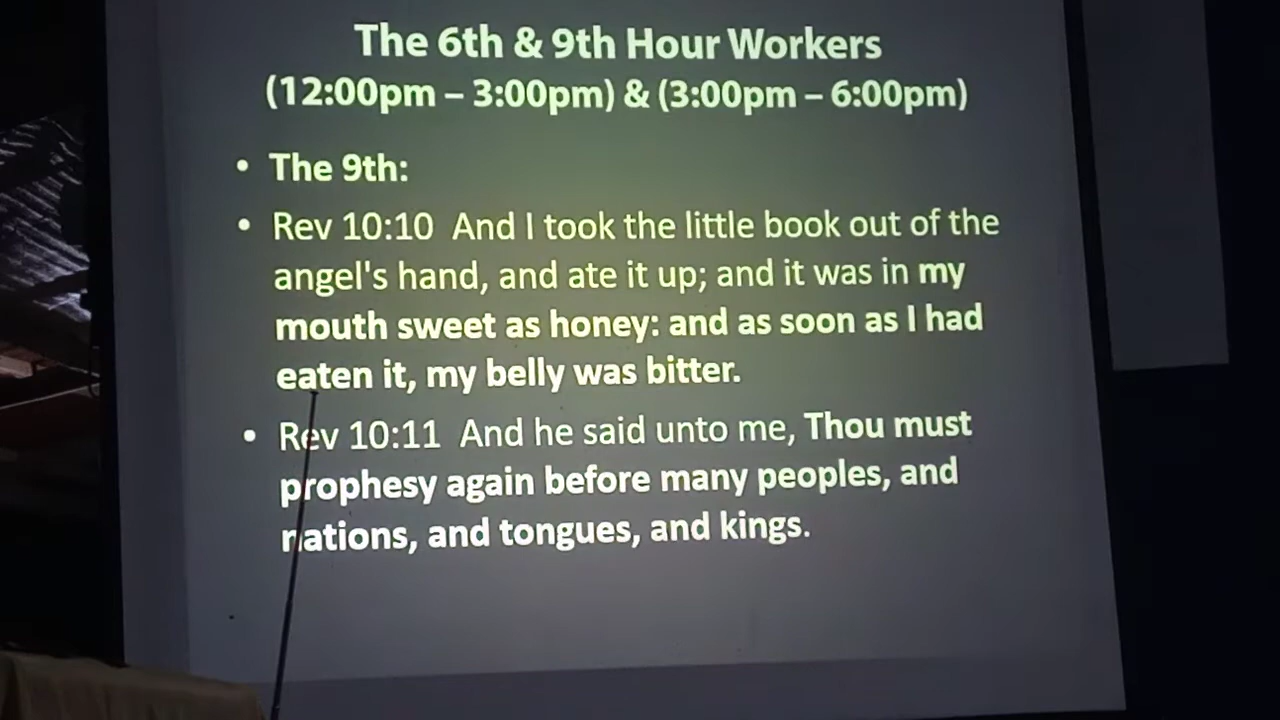 The 6th & 9th Hour Workers
(12:00pm – 3:00pm) & (3:00pm – 6:00pm)
• The 9th:
• Rev 10:10 And I took the little book out of the
angel's hand, and ate it up; and it was in my
mouth sweet as honey: and as soon as I had
eaten it, my belly was bitter.
• Rev 10:11 And he said unto me, Thou must
prophesy again before many peoples, and
nations, and tongues, and kings.